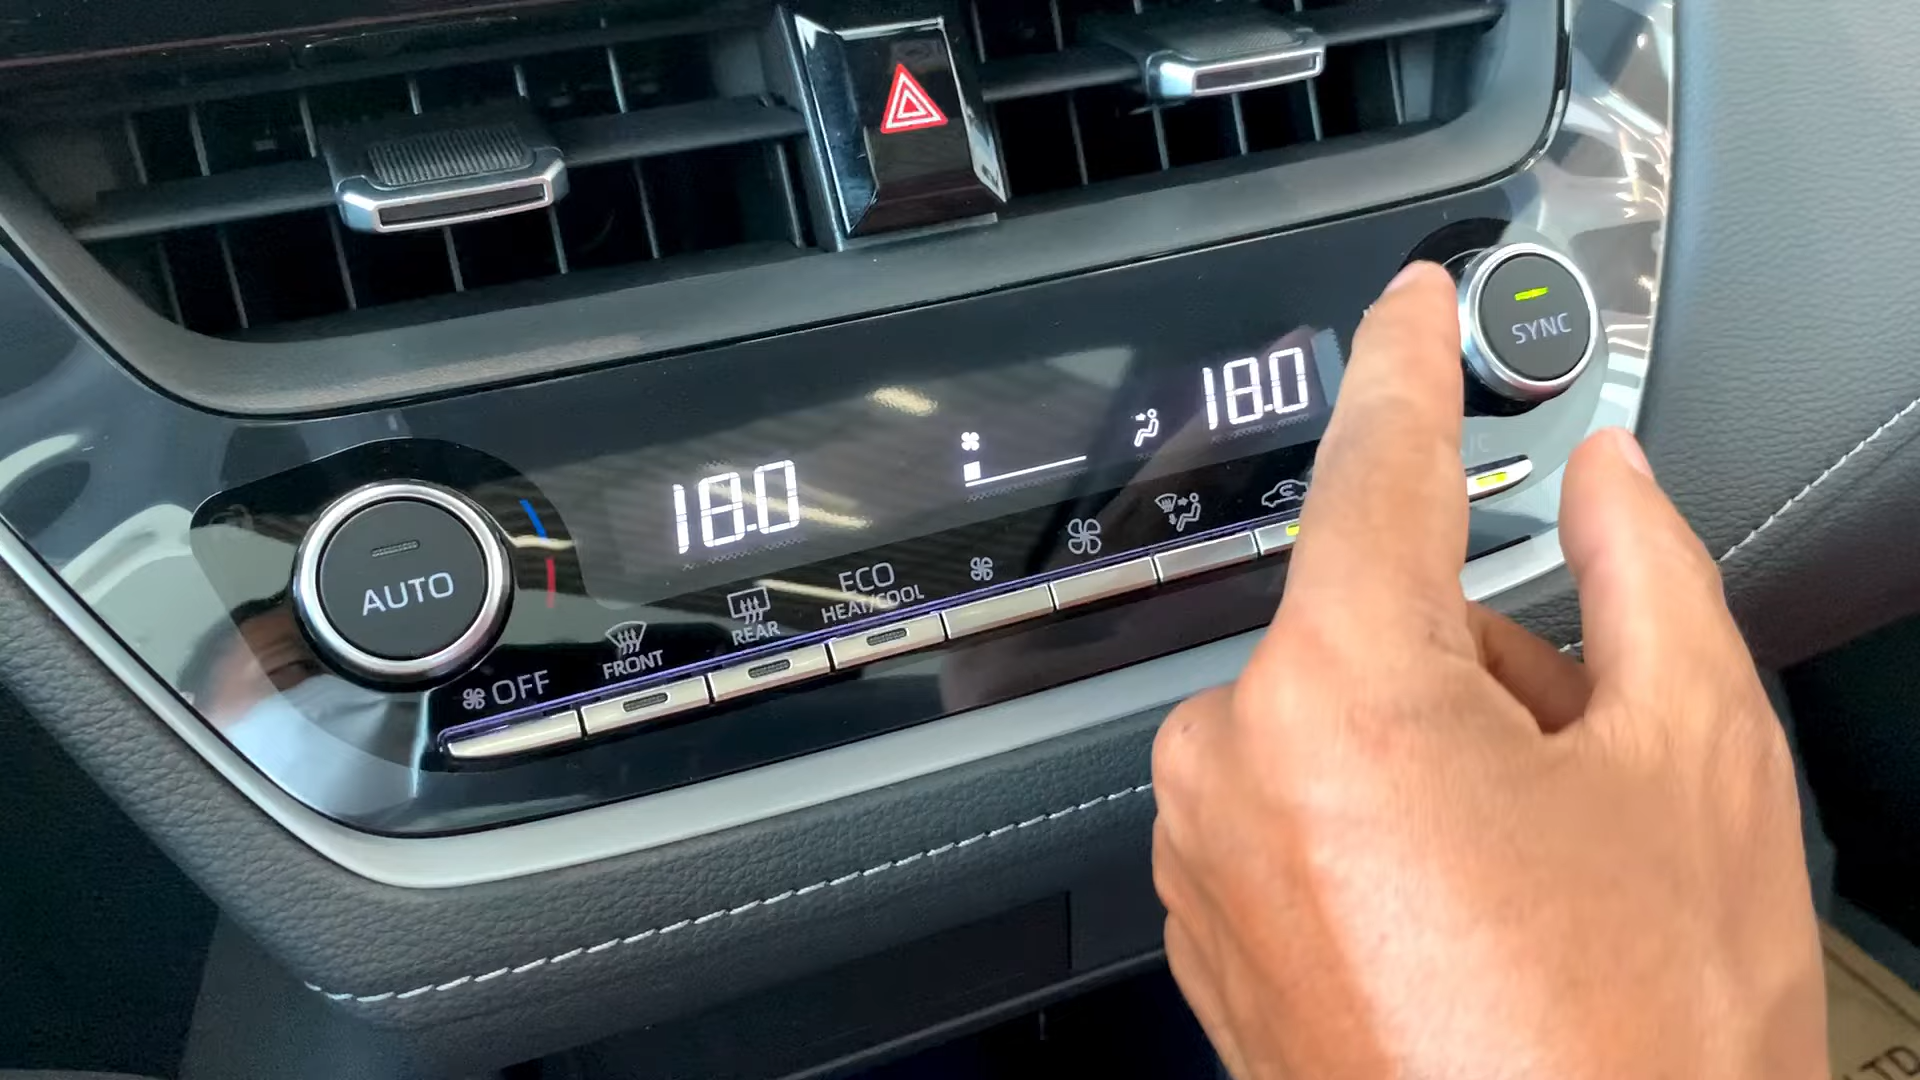 SYNC
18.0
18.0
AUTO
ECO
HEAT/COOL
REAR
FRONT
OFF